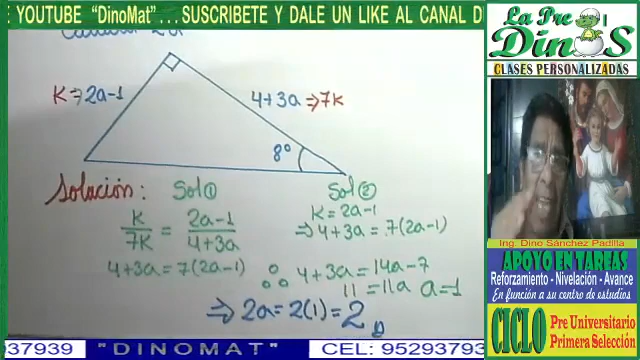 E YOUTUBE “DinoMat”... SUSCRIBETE Y DALE UN LIKE AL CANAL D
La Pre
DinoS
CLASES PERSONALIZADAS
K ⇒ 2a-1
4+3a ⇒ 7K
8°
Solución:
Sol①
Sol②
K/7K = 2a-1/4+3a
4+3a = 7(2a-1)
K = 2a-1
⇒ 4+3a = 7(2a-1)
∴ 4+3a = 14a-7
11 = 11a a=1
⇒ 2a = 2(1) = 2
Ing. Dino Sánchez Padilla
APOYO EN TAREAS
Reforzamiento - Nivelación - Avance
En función a su centro de estudios
CICLO
Pre Universitario
Primera Selección
37939 "DINOMAT" CEL: 95293793